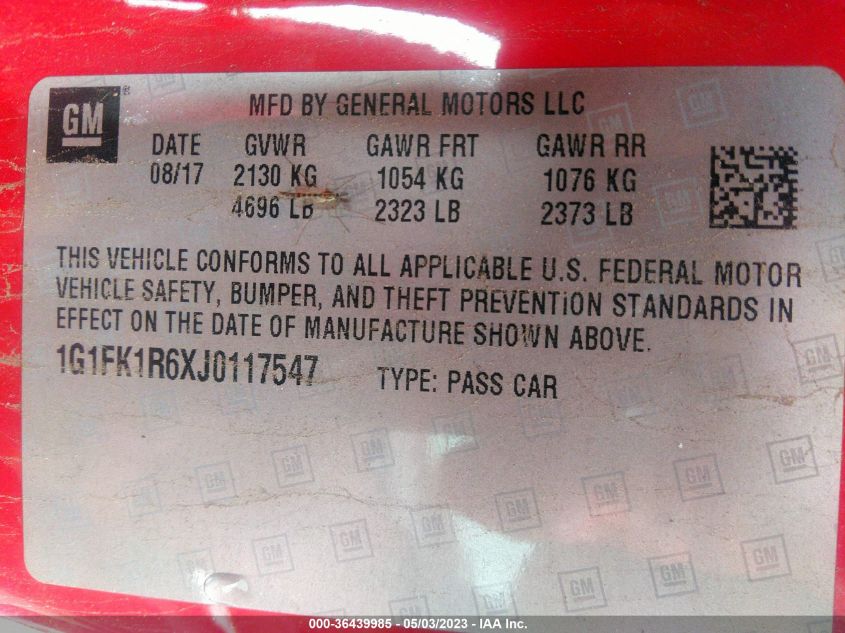 GM ®
MFD BY GENERAL MOTORS LLC
DATE GVWR GAWR FRT GAWR RR
08/17 2130 KG 1054 KG 1076 KG
4696 LB 2323 LB 2373 LB
THIS VEHICLE CONFORMS TO ALL APPLICABLE U.S. FEDERAL MOTOR
VEHICLE SAFETY, BUMPER, AND THEFT PREVENTION STANDARDS IN
EFFECT ON THE DATE OF MANUFACTURE SHOWN ABOVE.
1G1FK1R6XJ0117547 TYPE: PASS CAR
000-36439985 - 05/03/2023 - IAA Inc.